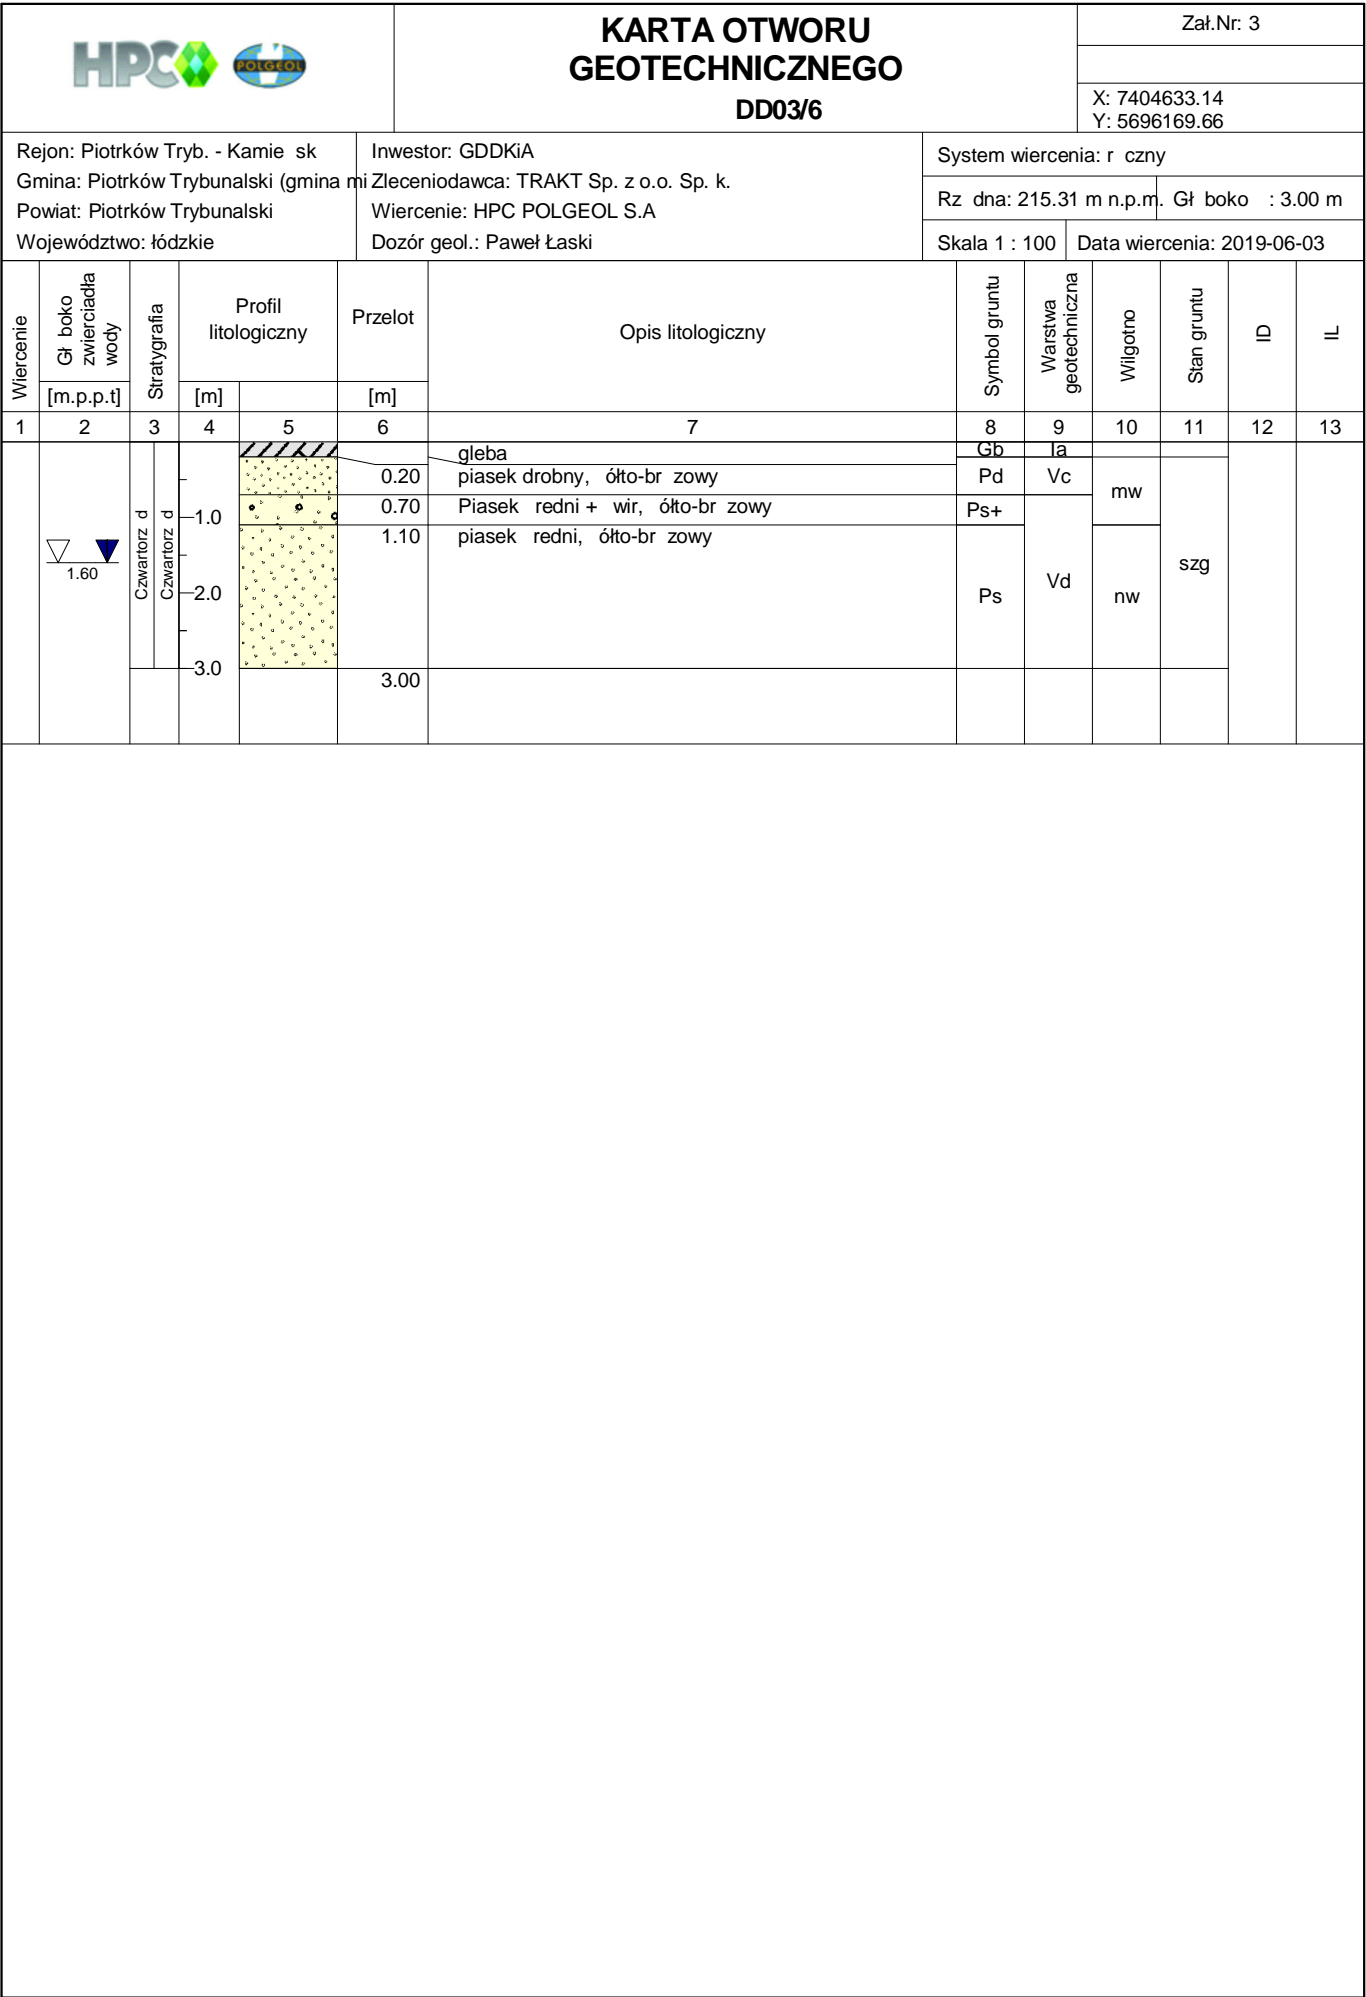 HPC POLGEOL
KARTA OTWORU
GEOTECHNICZNEGO
DD03/6
Zał.Nr: 3
X: 7404633.14
Y: 5696169.66
Rejon: Piotrków Tryb. - Kamie sk
Gmina: Piotrków Trybunalski (gmina mi
Powiat: Piotrków Trybunalski
Województwo: łódzkie
Inwestor: GDDKiA
Zleceniodawca: TRAKT Sp. z o.o. Sp. k.
Wiercenie: HPC POLGEOL S.A
Dozór geol.: Paweł Łaski
System wiercenia: r czny
Rz dna: 215.31 m n.p.m. Gł boko : 3.00 m
Skala 1 : 100 Data wiercenia: 2019-06-03
Wiercenie
Gł boko
zwierciadła
wody
[m.p.p.t]
Stratygrafia
Profil
litologiczny
[m]
Przelot
[m]
Opis litologiczny
Symbol gruntu
Warstwa
geotechniczna
Wilgotno
Stan gruntu
ID
IL
1 2 3 4 5 6 7 8 9 10 11 12 13
gleba Gb Ia
0.20 piasek drobny, ółto-br zowy Pd Vc
mw
0.70 Piasek redni + wir, ółto-br zowy Ps+
-1.0
1.10 piasek redni, ółto-br zowy
1.60
Czwartorz d
Czwartorz d
szg
Vd
-2.0
Ps
nw
-3.0
3.00